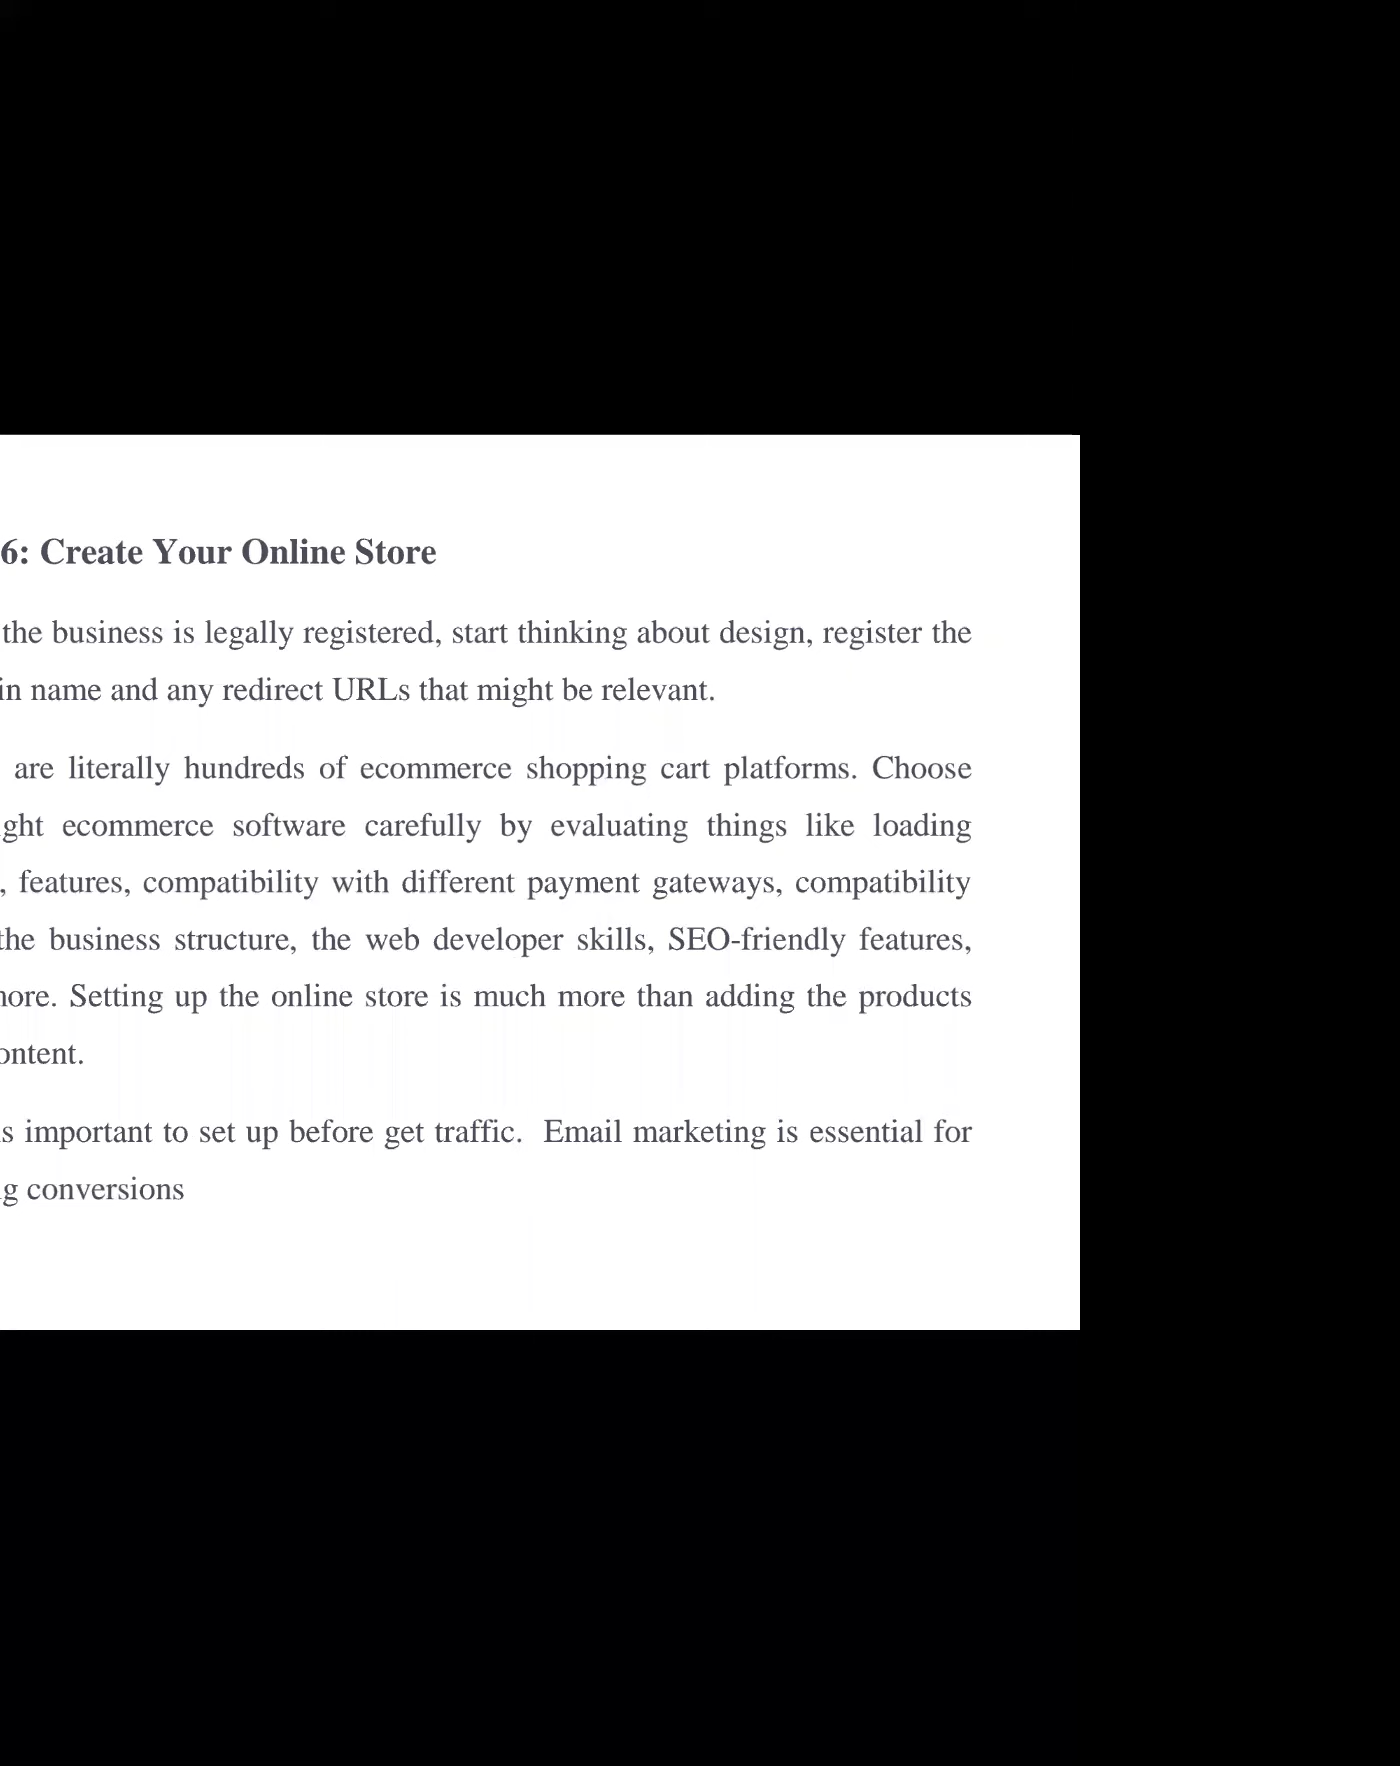 6: Create Your Online Store
the business is legally registered, start thinking about design, register the
in name and any redirect URLs that might be relevant.
are literally hundreds of ecommerce shopping cart platforms. Choose
ght ecommerce software carefully by evaluating things like loading
, features, compatibility with different payment gateways, compatibility
the business structure, the web developer skills, SEO-friendly features,
ore. Setting up the online store is much more than adding the products
ontent.
s important to set up before get traffic. Email marketing is essential for
g conversions